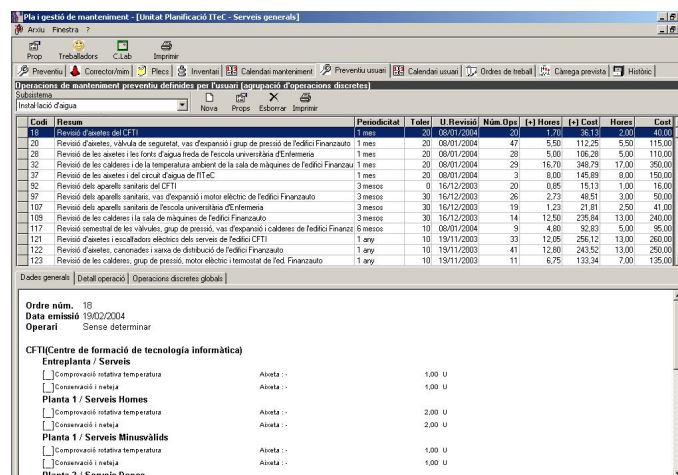 Pla i gestió de manteniment - [Unitat Planificació ITeC - Serveis generals]
Arxiu Finestra ?
Prop Treballadors C.Lab Imprimir
Preventiu Corrector/mim Plecs Inventari Calendari manteniment Preventiu usuari Calendari usuari Ordres de treball Càrrega prevista Històric
Operacions de manteniment preventiu definides per l'usuari (agrupació d'operacions discretes)
Subsistema
Instal·lació d'aigua Nova Props Esborrar Imprimir
Codi Resum Periodicitat Toler U.Revisió Núm.Ops (+) Hores (+) Cost Hores Cost
18 Revisió d'aixetes del CFTI 1 mes 20 08/01/2004 20 1,70 36,13 2,00 40,00
20 Revisió d'aixetes, vàlvula de seguretat, vas d'expansió i grup de pressió de l'edifici Finanzauto 1 mes 20 08/01/2004 47 5,50 112,25 5,50 115,00
28 Revisió de les aixetes i les fonts d'aigua freda de l'escola universitària d'Enfermeria 1 mes 20 08/01/2004 28 5,00 106,28 5,00 110,00
32 Revisió de les calderes i de la temperatura ambient de la sala de màquines de l'edifici Finanzau 1 mes 20 08/01/2004 29 16,70 348,79 17,00 350,00
37 Revisió de les aixetes i del circuit d'aigua de l'ITeC 1 mes 20 08/01/2004 3 8,00 145,89 8,00 150,00
92 Revisió dels aparells sanitaris del CFTI 3 mesos 0 16/12/2003 20 0,85 15,13 1,00 16,00
97 Revisió dels aparells sanitaris, vas d'expansió i motor elèctric de l'edifici Finanzauto 3 mesos 30 16/12/2003 26 2,73 48,51 3,00 50,00
107 Revisió dels aparells sanitaris de l'escola universitària d'Enfermeria 3 mesos 30 16/12/2003 19 1,23 21,81 2,50 41,00
109 Revisió de les calderes i la sala de màquines de l'edifici Finanzauto 3 mesos 30 16/12/2003 14 12,50 235,84 13,00 240,00
117 Revisió semestral de les vàlvules, grup de pressió, vas d'expansió i calderes de l'edifici Finanz 6 mesos 10 08/01/2004 9 4,80 92,83 5,00 95,00
121 Revisió d'aixetes i escalfadors elèctrics dels serveis de l'edifici CFTI 1 any 10 19/11/2003 33 12,05 256,12 13,00 260,00
122 Revisió d'aixetes, canonades i xarxa de distribució de l'edifici Finanzauto 1 any 10 19/11/2003 41 12,80 243,52 13,00 250,00
123 Revisió de les calderes, grup de pressió, motor elèctric i termostat de l'ed. Finanzauto 1 any 10 19/11/2003 11 6,75 133,34 7,00 135,00
Dades generals Detall operació Operacions discretes globals
Ordre núm. 18
Data emissió 19/02/2004
Operari Sense determinar
CFTI(Centre de formació de tecnología informàtica)
Entreplanta / Serveis
[__]Comprovació rotativa temperatura Aixeta : - 1,00 U
[__]Conservació i neteja Aixeta : - 1,00 U
Planta 1 / Serveis Homes
[__]Comprovació rotativa temperatura Aixeta : - 2,00 U
[__]Conservació i neteja Aixeta : - 2,00 U
Planta 1 / Serveis Minusvàlids
[__]Comprovació rotativa temperatura Aixeta : - 1,00 U
[__]Conservació i neteja Aixeta : - 1,00 U
Planta 2 / Serveis Dones